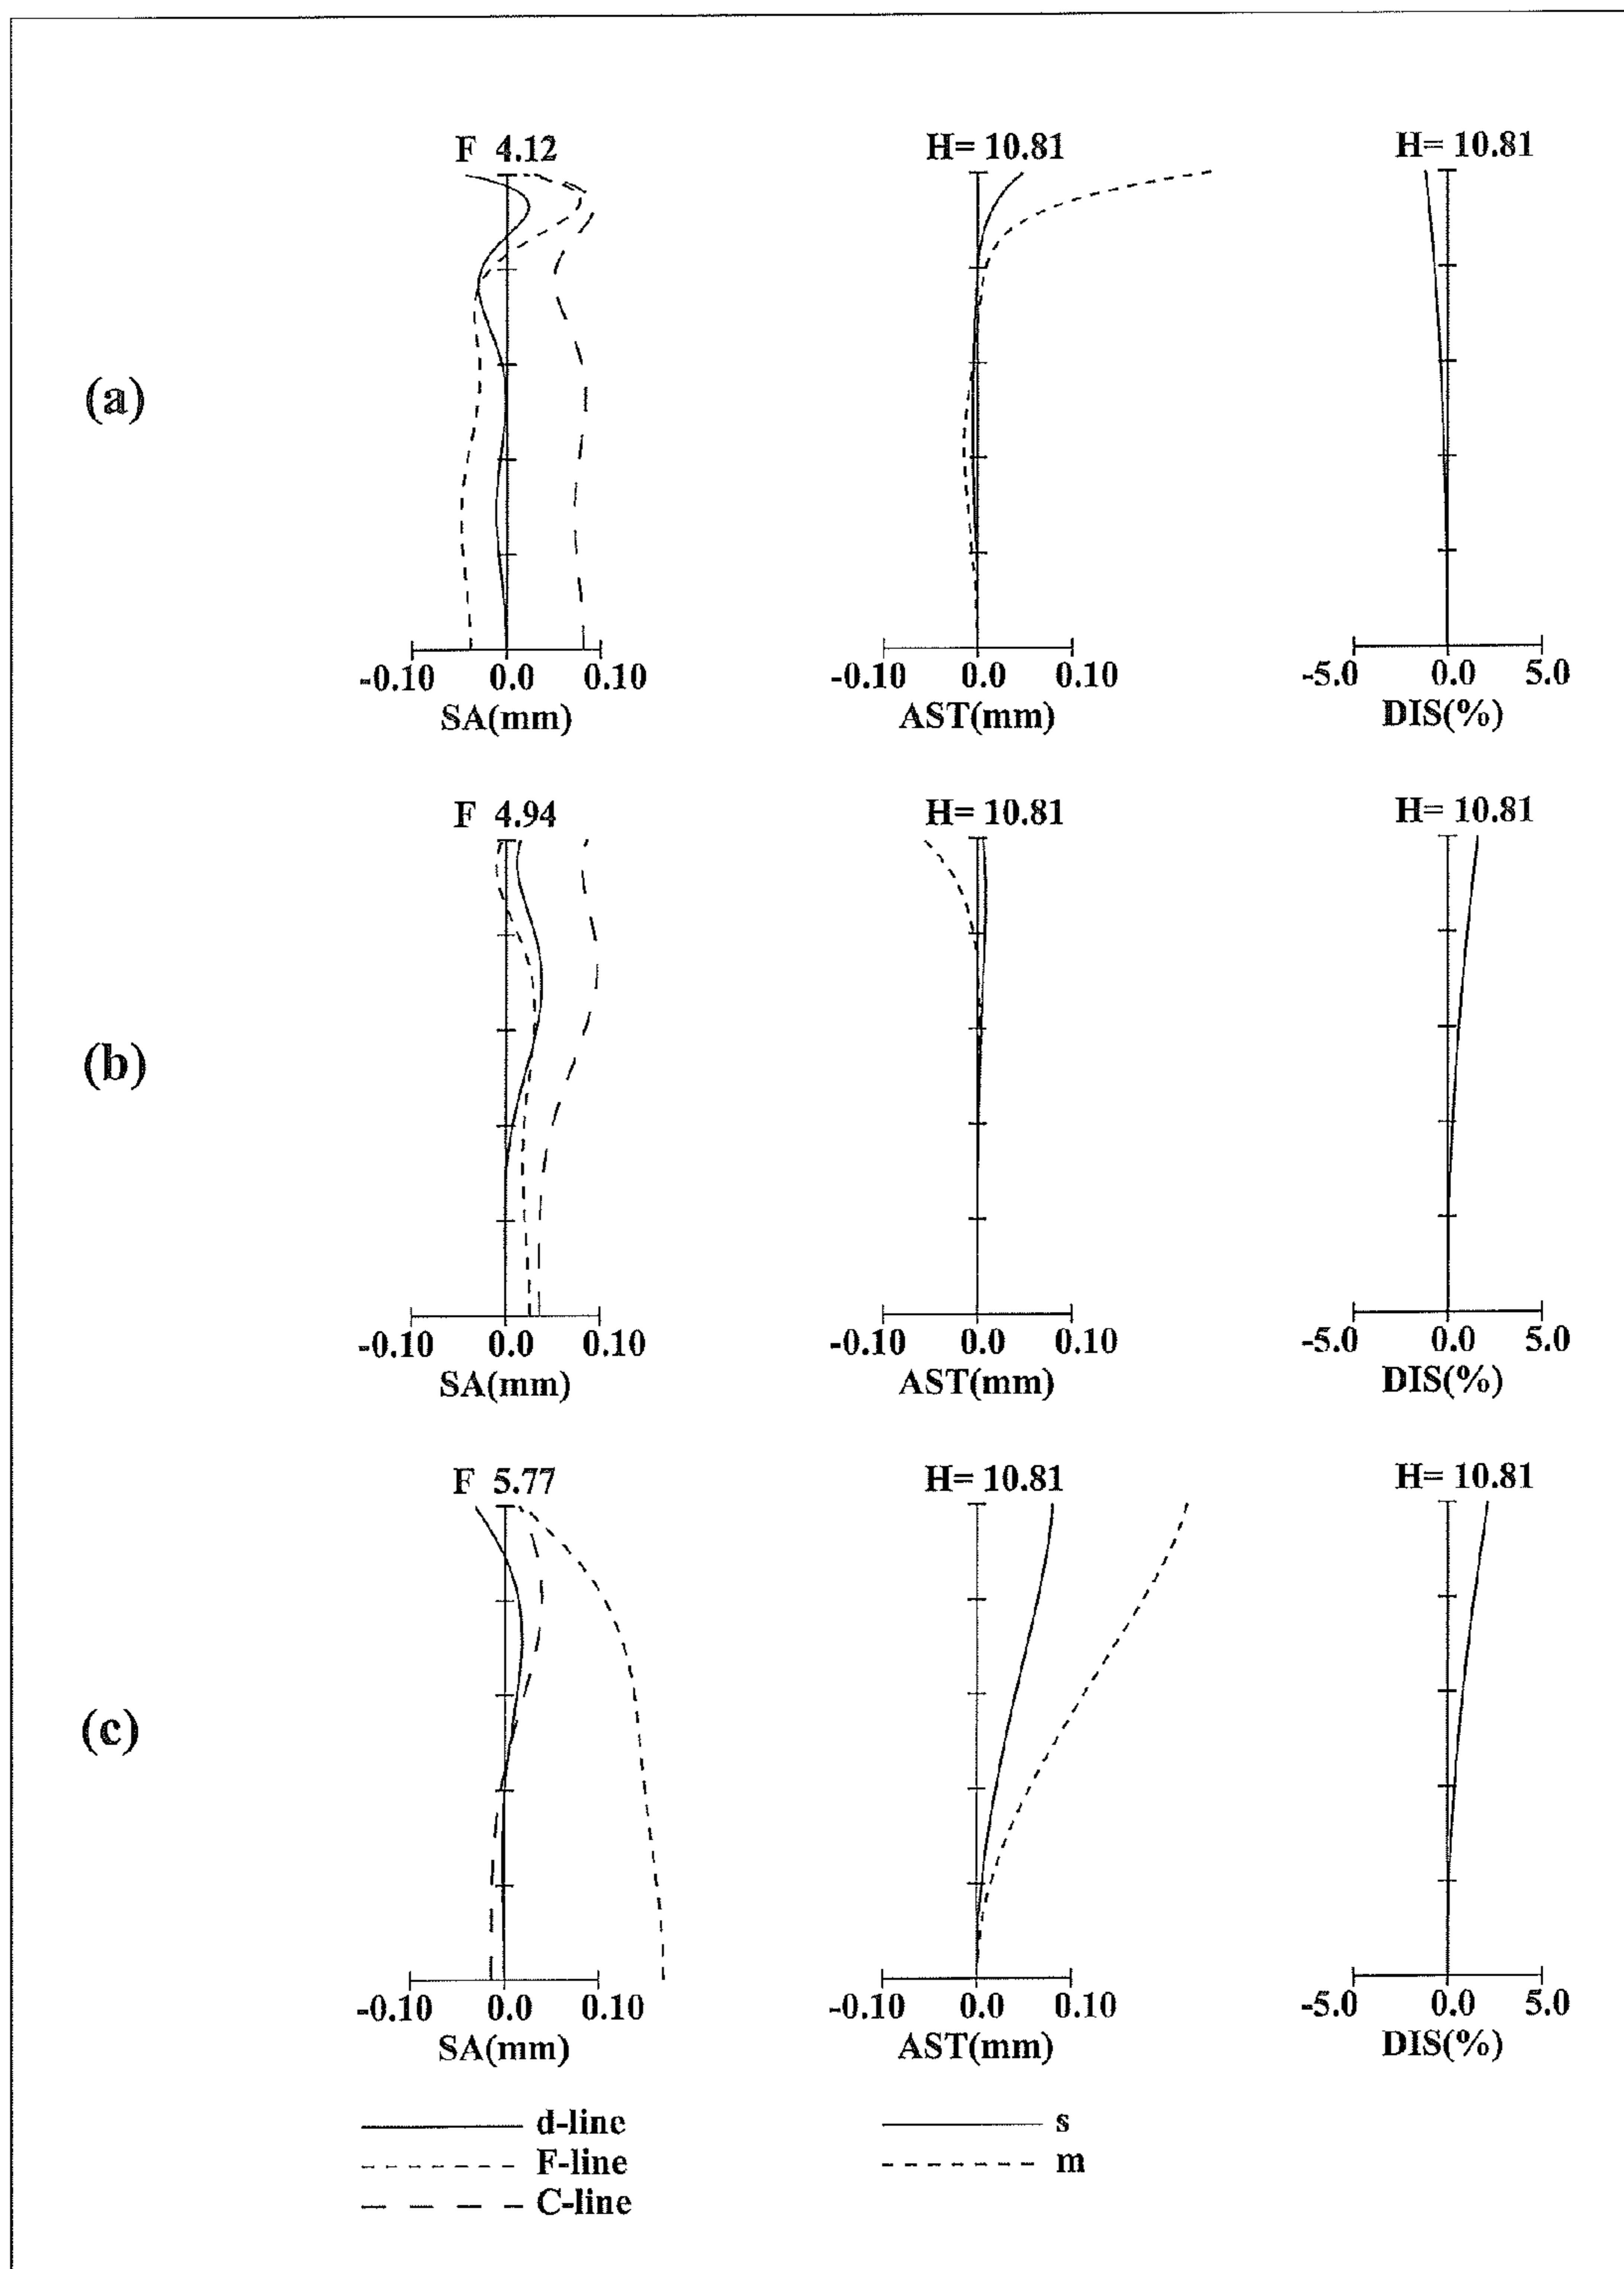 F 4.12 H= 10.81 H= 10.81
(a)
-0.10 0.0 0.10 -0.10 0.0 0.10 -5.0 0.0 5.0
SA(mm) AST(mm) DIS(%)
F 4.94 H= 10.81 H= 10.81
(b)
-0.10 0.0 0.10 -0.10 0.0 0.10 -5.0 0.0 5.0
SA(mm) AST(mm) DIS(%)
F 5.77 H= 10.81 H= 10.81
(c)
-0.10 0.0 0.10 -0.10 0.0 0.10 -5.0 0.0 5.0
SA(mm) AST(mm) DIS(%)
d-line s
F-line m
C-line